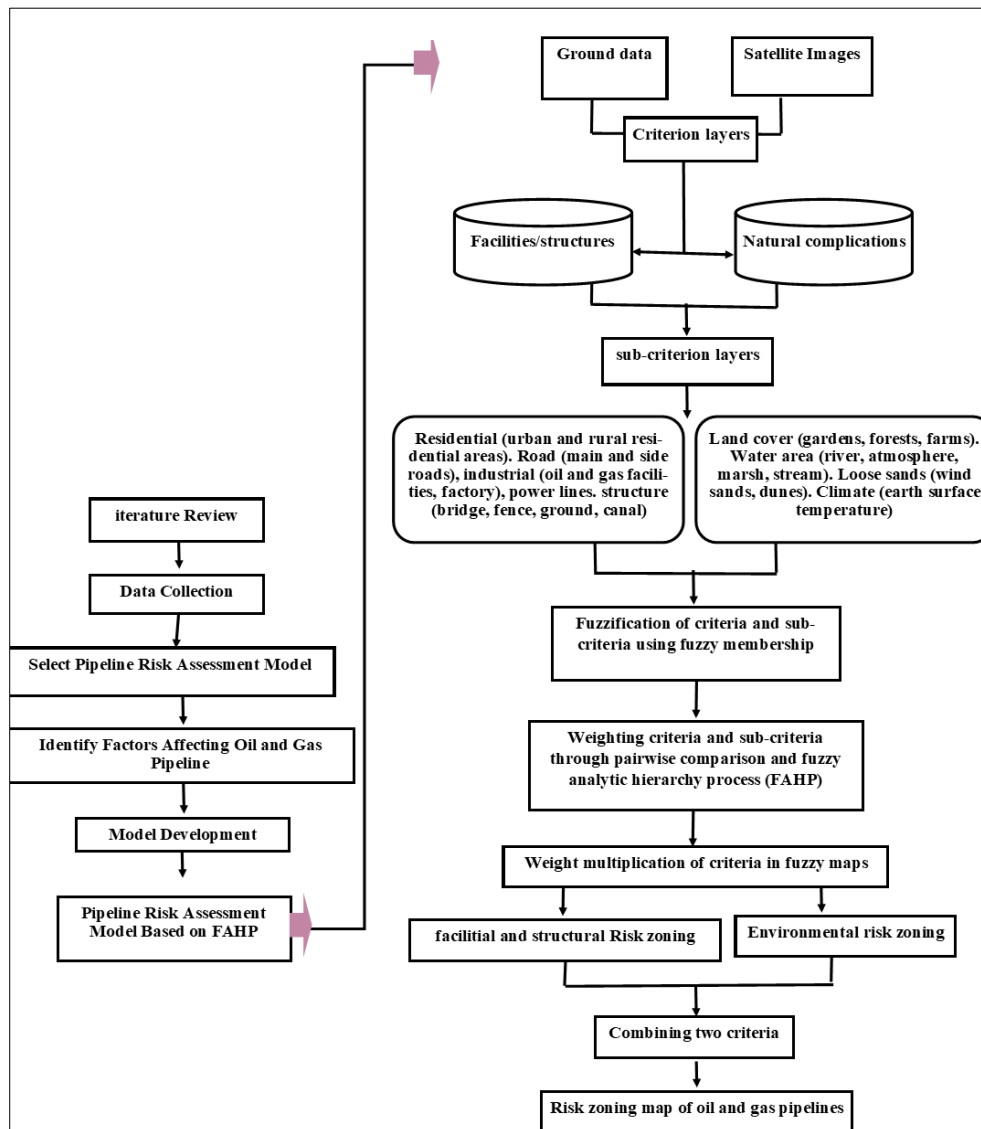 iterature Review
Data Collection
Select Pipeline Risk Assessment Model
Identify Factors Affecting Oil and Gas
Pipeline
Model Development
Pipeline Risk Assessment
Model Based on FAHP
Ground data
Satellite Images
Criterion layers
Facilities/structures
Natural complications
sub-criterion layers
Residential (urban and rural resi-
dential areas). Road (main and side
roads), industrial (oil and gas facili-
ties, factory), power lines. structure
(bridge, fence, ground, canal)
Land cover (gardens, forests, farms).
Water area (river, atmosphere,
marsh, stream). Loose sands (wind
sands, dunes). Climate (earth surface
temperature)
Fuzzification of criteria and sub-
criteria using fuzzy membership
Weighting criteria and sub-criteria
through pairwise comparison and fuzzy
analytic hierarchy process (FAHP)
Weight multiplication of criteria in fuzzy maps
facilitial and structural Risk zoning
Environmental risk zoning
Combining two criteria
Risk zoning map of oil and gas pipelines